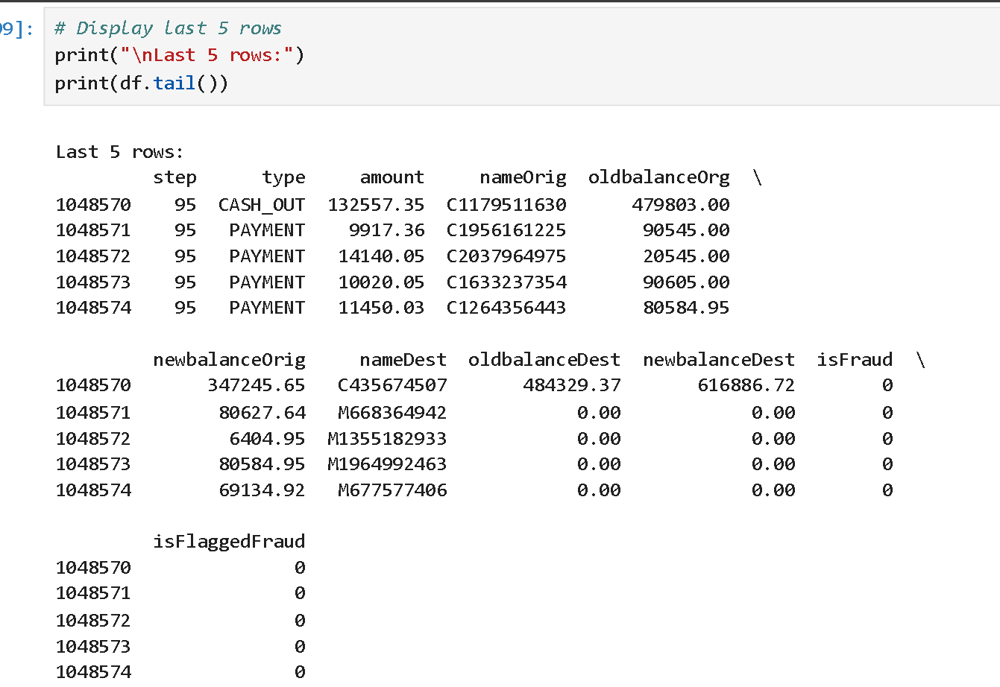 9]:
# Display last 5 rows
print("\nLast 5 rows:")
print(df.tail())
Last 5 rows:
step type amount nameOrig oldbalanceOrg \
1048570 95 CASH_OUT 132557.35 C1179511630 479803.00
1048571 95 PAYMENT 9917.36 C1956161225 90545.00
1048572 95 PAYMENT 14140.05 C2037964975 20545.00
1048573 95 PAYMENT 10020.05 C1633237354 90605.00
1048574 95 PAYMENT 11450.03 C1264356443 80584.95
newbalanceOrig nameDest oldbalanceDest newbalanceDest isFraud \
1048570 347245.65 C435674507 484329.37 616886.72 0
1048571 80627.64 M668364942 0.00 0.00 0
1048572 6404.95 M1355182933 0.00 0.00 0
1048573 80584.95 M1964992463 0.00 0.00 0
1048574 69134.92 M677577406 0.00 0.00 0
isFlaggedFraud
1048570 0
1048571 0
1048572 0
1048573 0
1048574 0